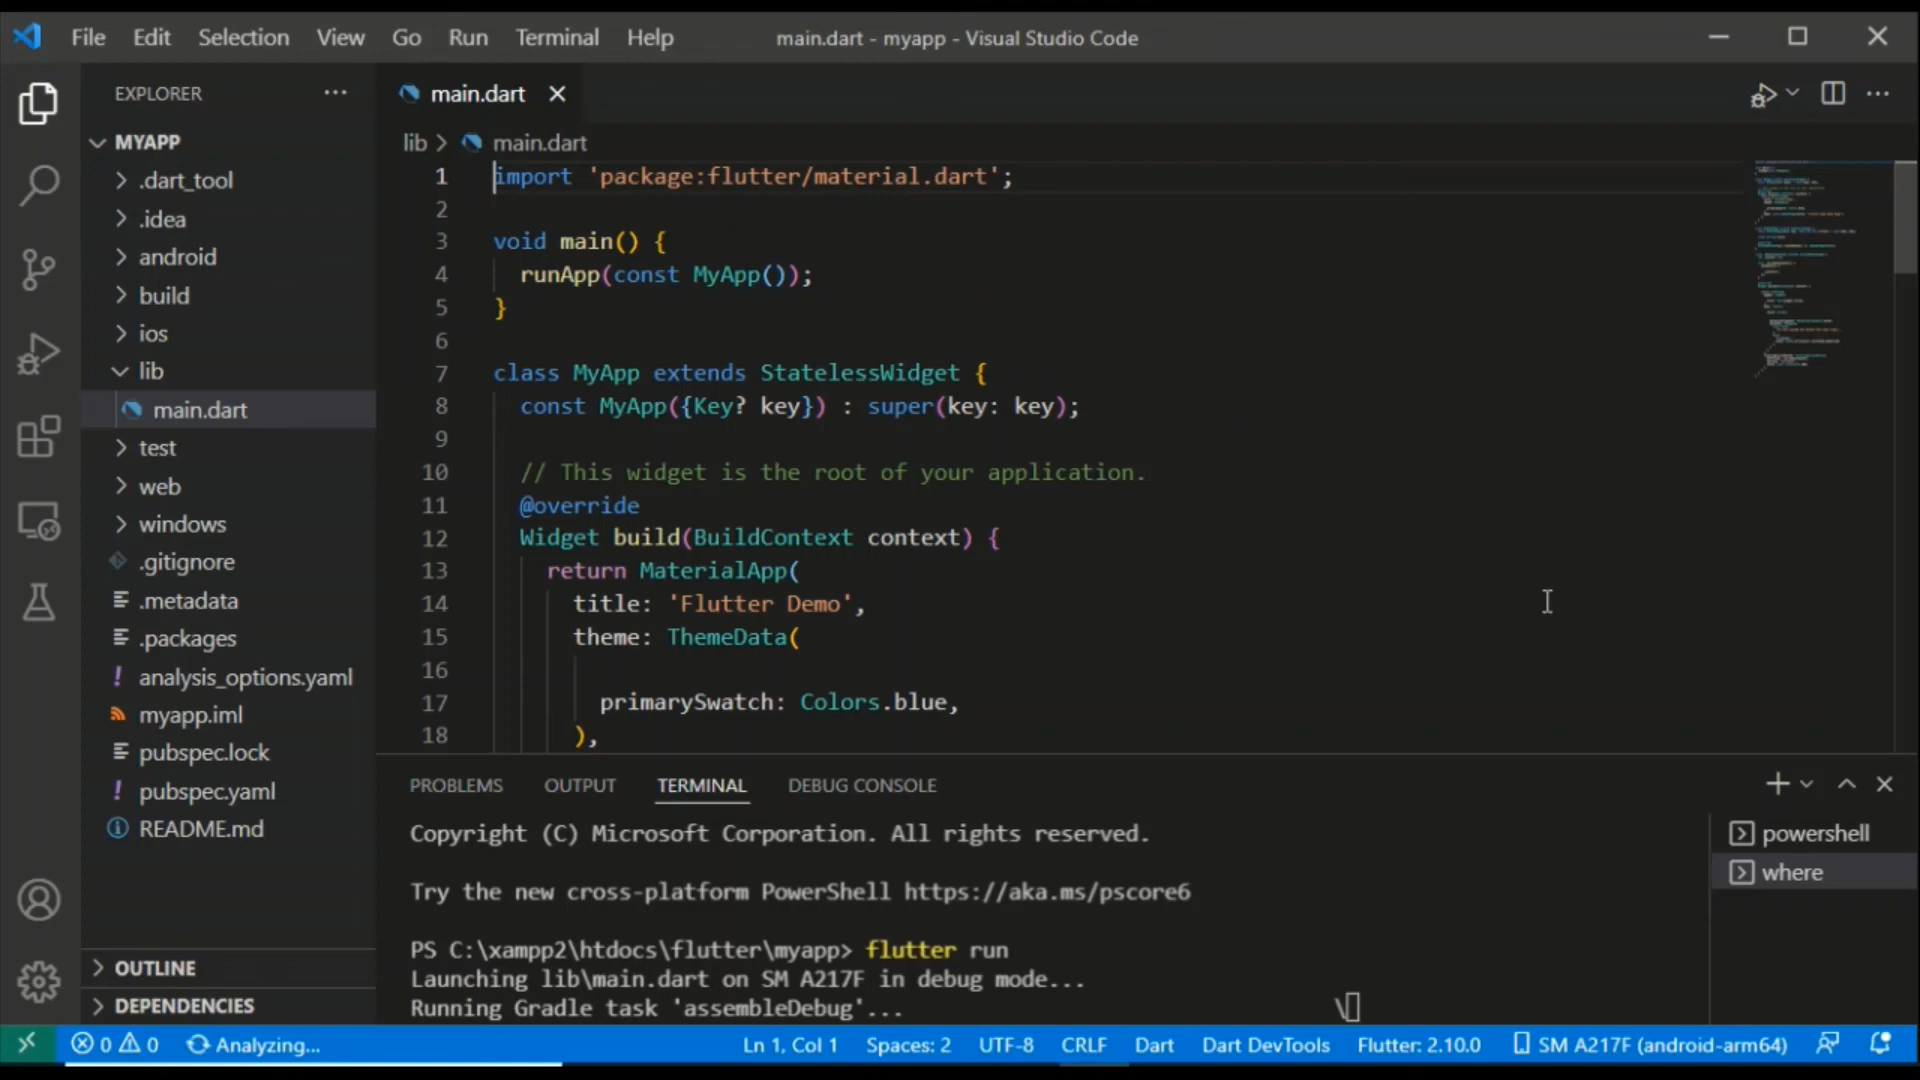 File Edit Selection View Go Run Terminal Help main.dart - myapp - Visual Studio Code
EXPLORER
MYAPP
.dart_tool
.idea
android
build
ios
lib
main.dart
test
web
windows
.gitignore
.metadata
.packages
analysis_options.yaml
myapp.iml
pubspec.lock
pubspec.yaml
README.md
OUTLINE
DEPENDENCIES
main.dart
lib > main.dart
1 import 'package:flutter/material.dart';
2
3 void main() {
4 runApp(const MyApp());
5 }
6
7 class MyApp extends StatelessWidget {
8 const MyApp({Key? key}) : super(key: key);
9
10 // This widget is the root of your application.
11 @override
12 Widget build(BuildContext context) {
13 return MaterialApp(
14 title: 'Flutter Demo',
15 theme: ThemeData(
16
17 primarySwatch: Colors.blue,
18 ),
PROBLEMS OUTPUT TERMINAL DEBUG CONSOLE
Copyright (C) Microsoft Corporation. All rights reserved.
Try the new cross-platform PowerShell https://aka.ms/pscore6
PS C:\xampp2\htdocs\flutter\myapp> flutter run
Launching lib\main.dart on SM A217F in debug mode...
Running Gradle task 'assembleDebug'... \
powershell
where
0 0 Analyzing... Ln 1, Col 1 Spaces: 2 UTF-8 CRLF Dart Dart DevTools Flutter: 2.10.0 SM A217F (android-arm64)